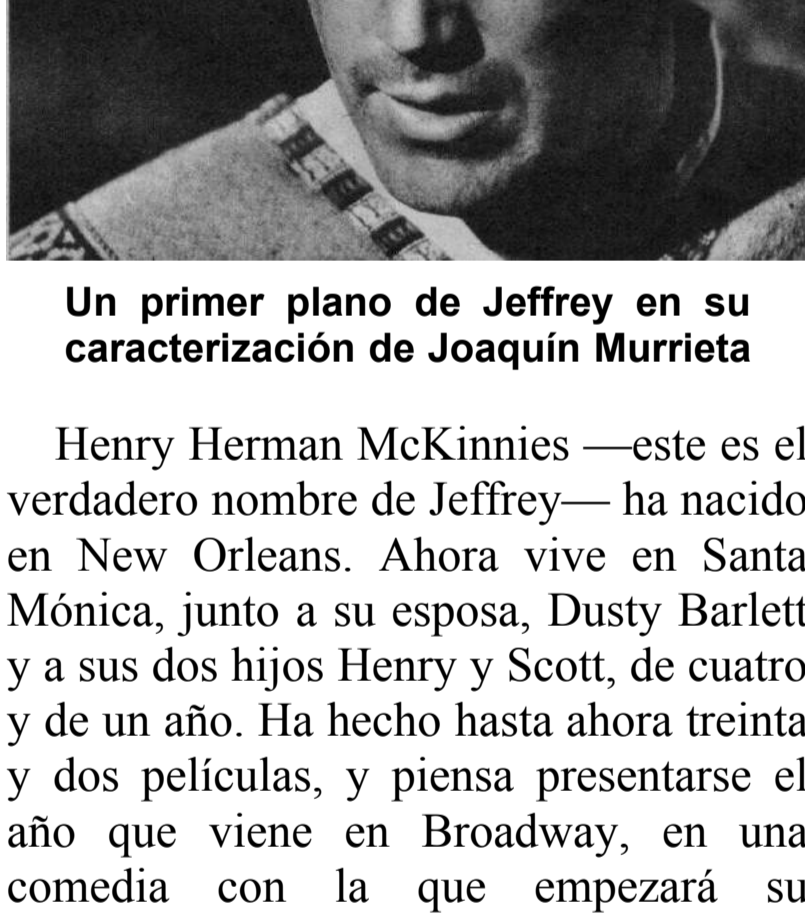 Un primer plano de Jeffrey en su
caracterización de Joaquín Murrieta
Henry Herman McKinnies —este es el
verdadero nombre de Jeffrey— ha nacido
en New Orleans. Ahora vive en Santa
Mónica, junto a su esposa, Dusty Barlett
y a sus dos hijos Henry y Scott, de cuatro
y de un año. Ha hecho hasta ahora treinta
y dos películas, y piensa presentarse el
año que viene en Broadway, en una
comedia con la que empezará su